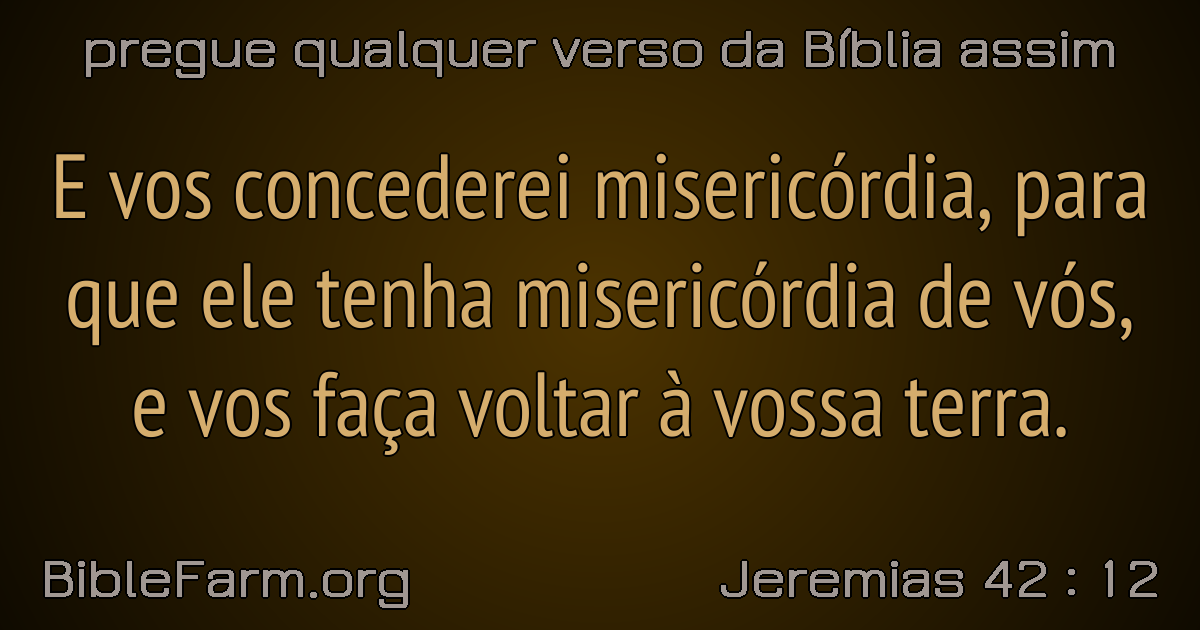 pregue qualquer verso da Bíblia assim
E vos concederei misericórdia, para
que ele tenha misericórdia de vós,
e vos faça voltar à vossa terra.
BibleFarm.org
Jeremias 42 : 12